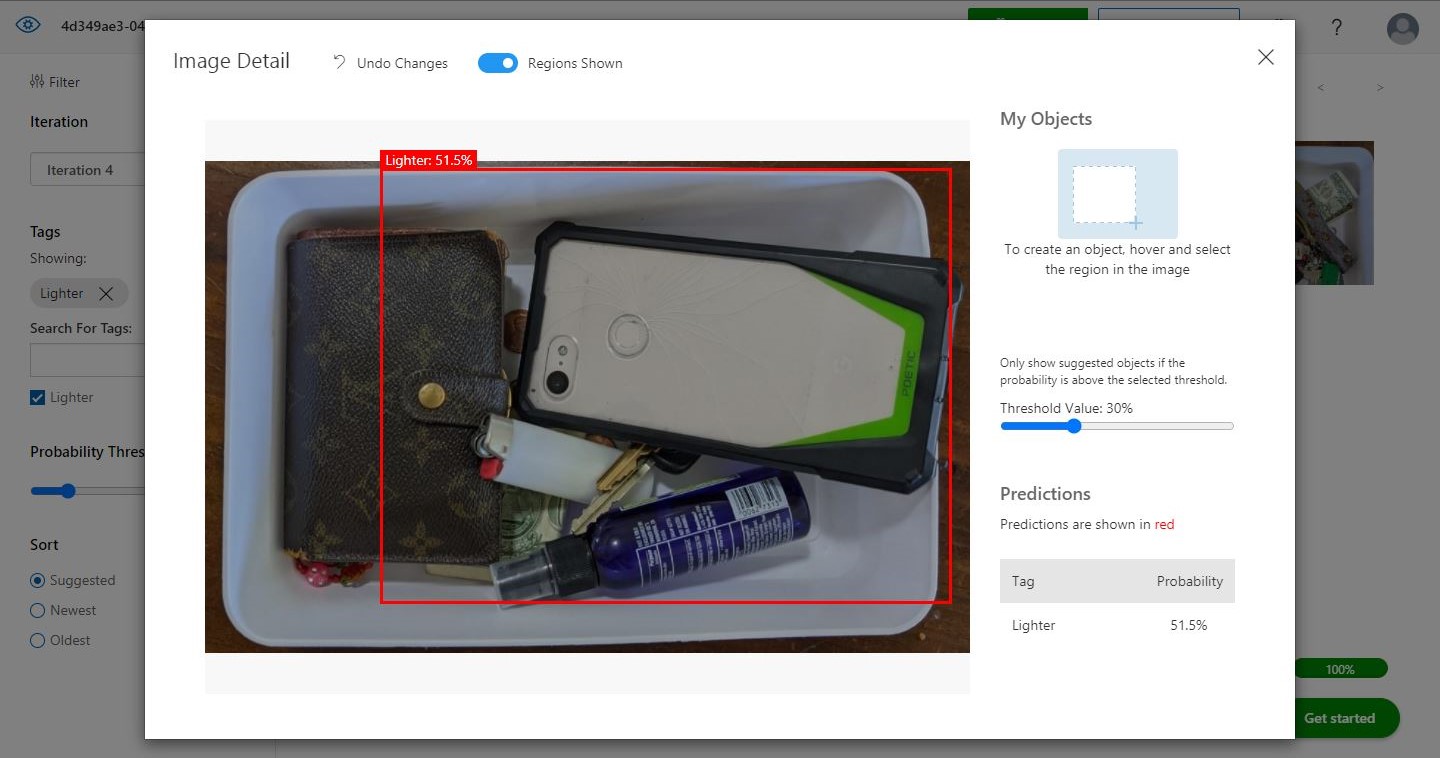 4d349ae3-04
?
Image Detail
Undo Changes
Regions Shown
Filter
Iteration
Iteration 4
Tags
Showing:
Lighter
Search For Tags:
Lighter
Probability Thres
Sort
Suggested
Newest
Oldest
Lighter: 51.5%
POETIC
My Objects
To create an object, hover and select
the region in the image
Only show suggested objects if the
probability is above the selected threshold.
Threshold Value: 30%
Predictions
Predictions are shown in red
Tag Probability
Lighter 51.5%
< >
100%
Get started